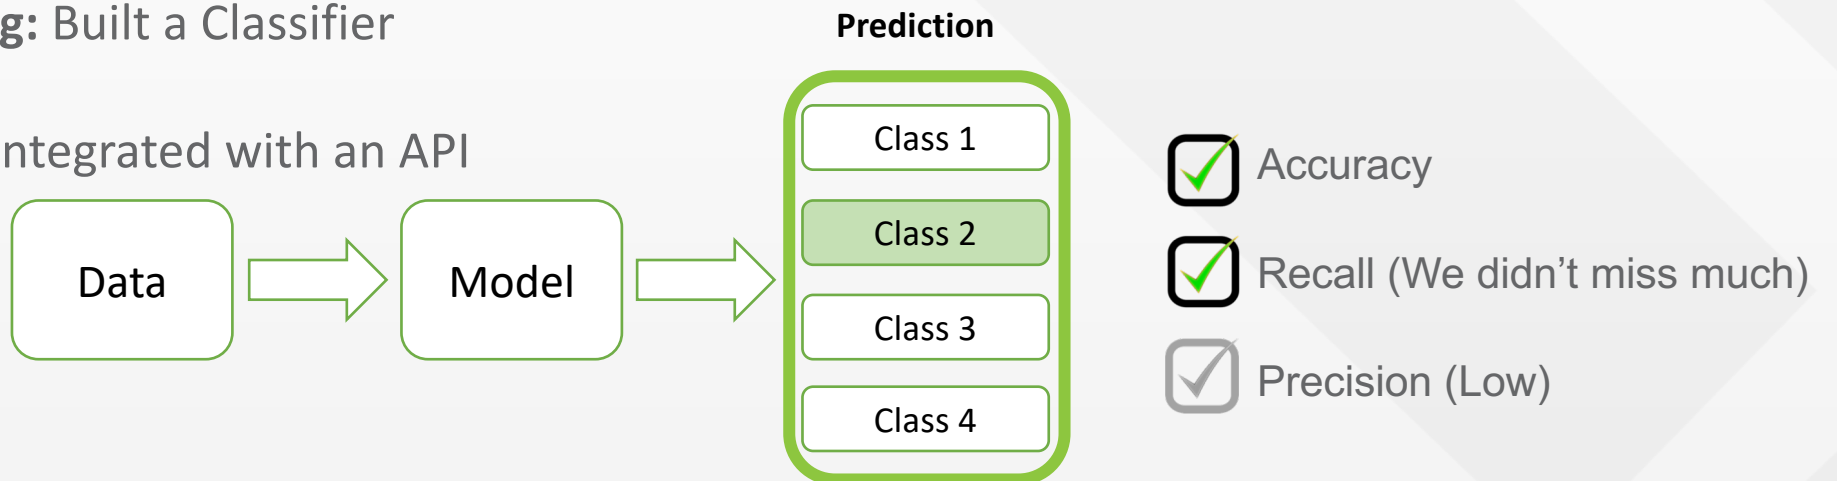 g: Built a Classifier
Prediction
ntegrated with an API
Class 1
Class 2
Class 3
Class 4
Data
Model
Accuracy
Recall (We didn’t miss much)
Precision (Low)